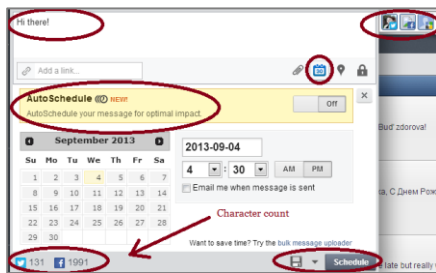 Hi there!
Add a link...
30
AutoSchedule NEW!
AutoSchedule your message for optimal impact.
Off
×
Bud' zdorova!
September 2013
Su Mo Tu We Th Fr Sa
1 2 3 4 5 6 7
8 9 10 11 12 13 14
15 16 17 18 19 20 21
22 23 24 25 26 27 28
29 30
2013-09-04
4 : 30 AM PM
Email me when message is sent
са, С Днем Рож
Character count
Want to save time? Try the bulk message uploader
131 1991
Schedule
late but really